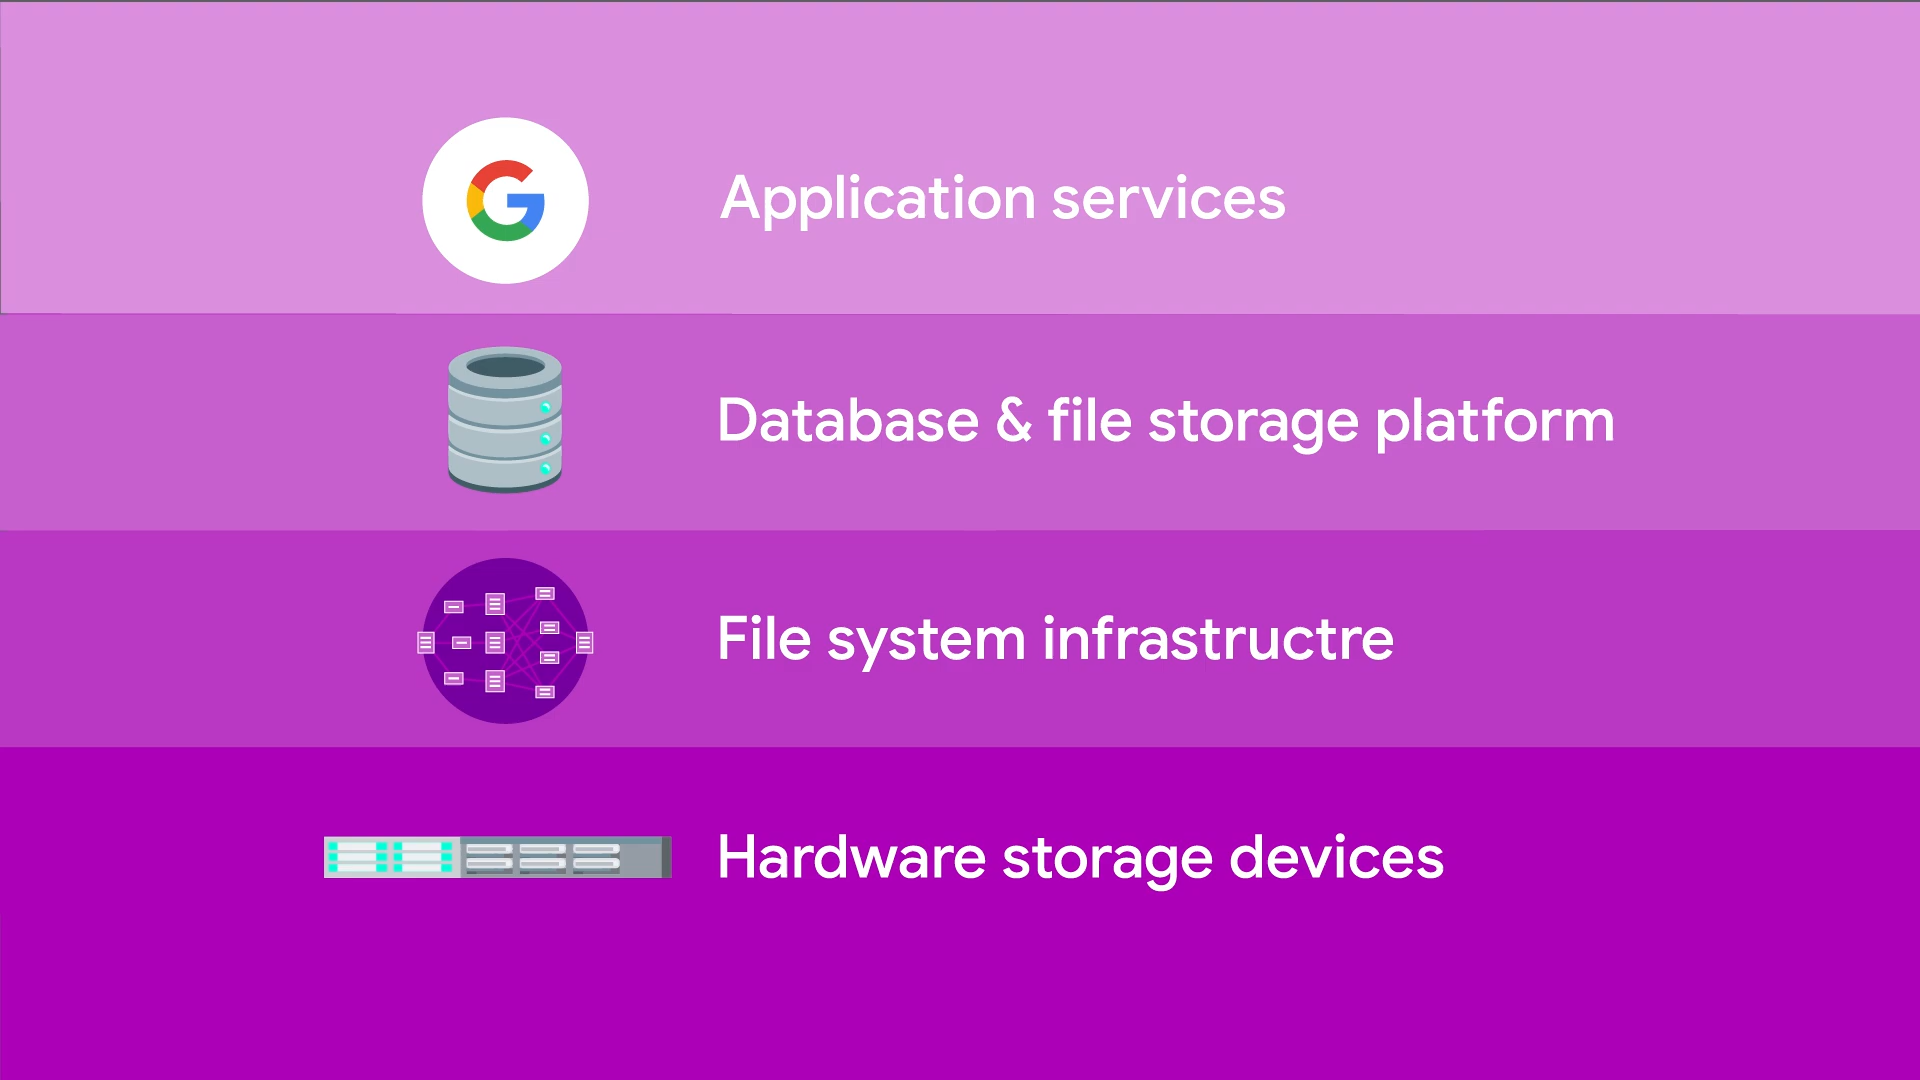 Application services
Database & file storage platform
File system infrastructre
Hardware storage devices